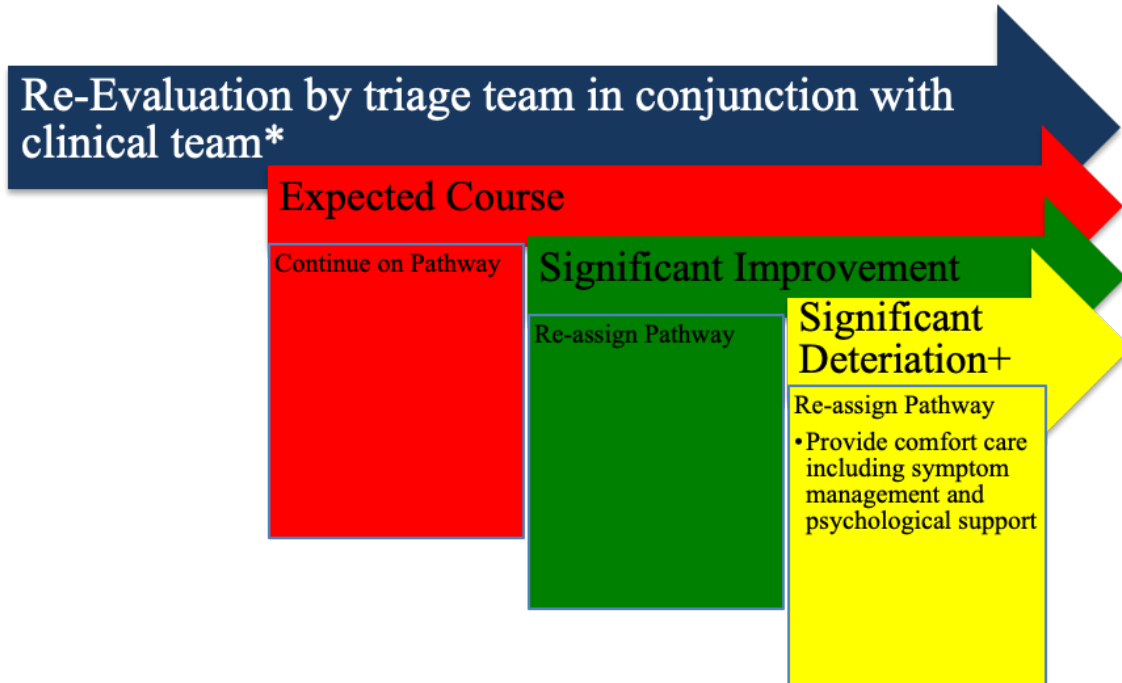 Re-Evaluation by triage team in conjunction with
clinical team*
Expected Course
Continue on Pathway
Significant Improvement
Re-assign Pathway
Significant
Deteriation+
Re-assign Pathway
•Provide comfort care
including symptom
management and
psychological support